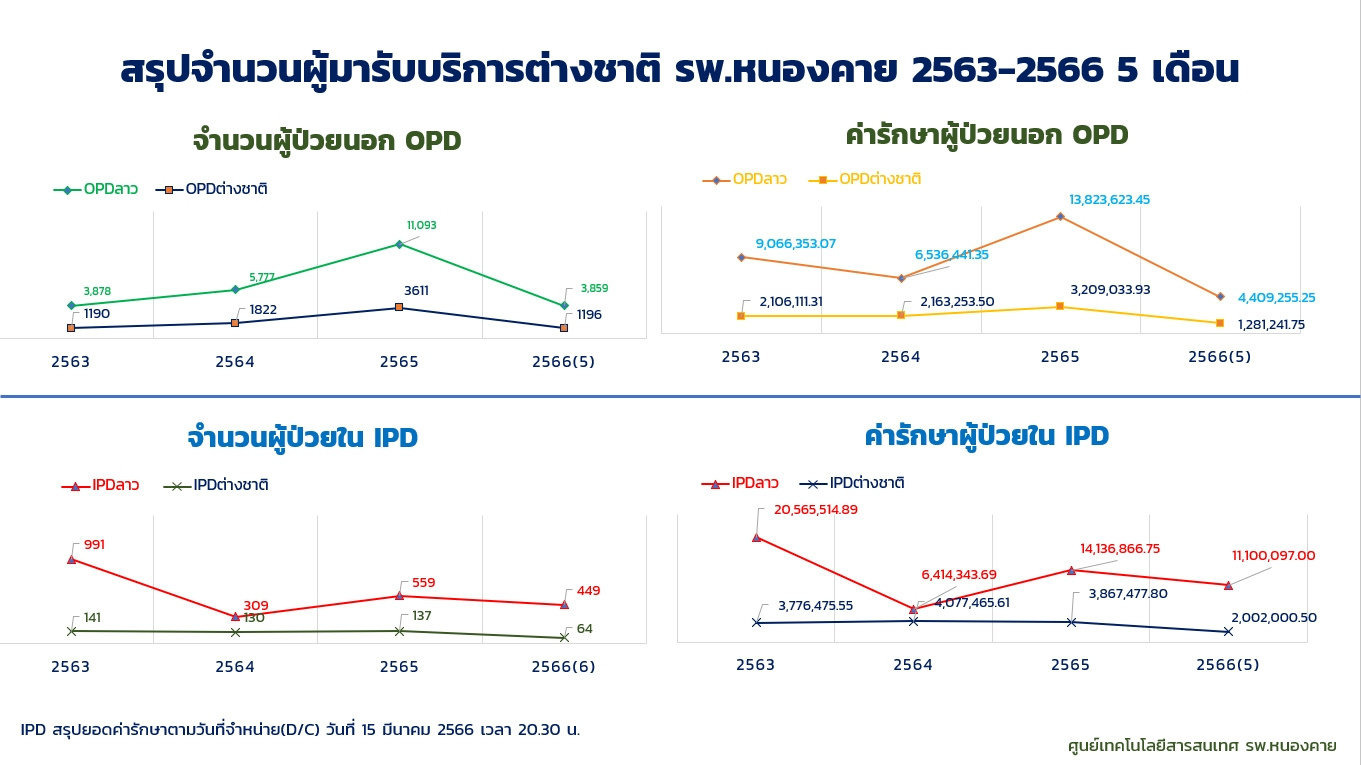 สรุปจำนวนผู้มารับบริการต่างชาติ รพ.หนองคาย 2563-2566 5 เดือน
จำนวนผู้ป่วยนอก OPD
OPDลาว OPDต่างชาติ
11,093
5,777
3,878
3,859
3611
1190
1822
1196
2563 2564 2565 2566(5)
ค่ารักษาผู้ป่วยนอก OPD
OPDลาว OPDต่างชาติ
13,823,623.45
9,066,353.07
6,536,441.35
4,409,255.25
2,106,111.31
2,163,253.50
3,209,033.93
1,281,241.75
2563 2564 2565 2566(5)
จำนวนผู้ป่วยใน IPD
IPDลาว IPDต่างชาติ
991
309
559
449
141
130
137
64
2563 2564 2565 2566(6)
ค่ารักษาผู้ป่วยใน IPD
IPDลาว IPDต่างชาติ
20,565,514.89
6,414,343.69
14,136,866.75
11,100,097.00
3,776,475.55
4,077,465.61
3,867,477.80
2,002,000.50
2563 2564 2565 2566(5)
IPD สรุปยอดค่ารักษาตามวันที่จำหน่าย(D/C) วันที่ 15 มีนาคม 2566 เวลา 20.30 น.
ศูนย์เทคโนโลยีสารสนเทศ รพ.หนองคาย